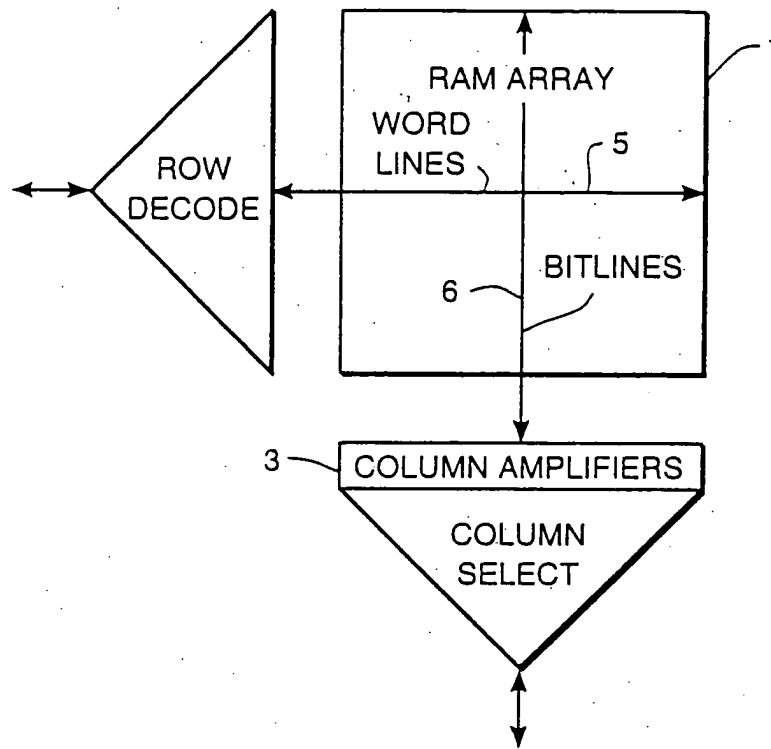 RAM ARRAY
WORD
LINES
5
ROW
DECODE
6
BITLINES
3
COLUMN AMPLIFIERS
COLUMN
SELECT